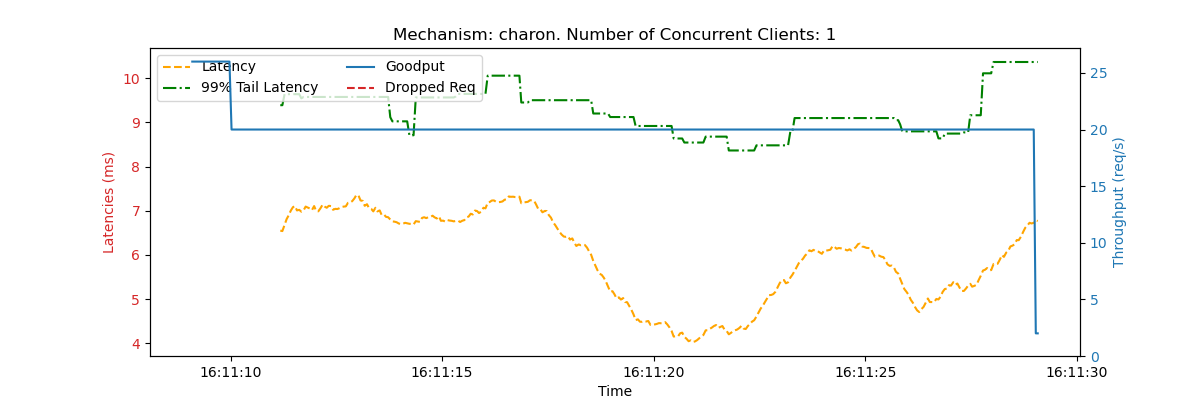 Mechanism: charon. Number of Concurrent Clients: 1
Latency
99% Tail Latency
Goodput
Dropped Req
Latencies (ms)
10
9
8
7
6
5
4
Throughput (req/s)
25
20
15
10
5
0
16:11:10 16:11:15 16:11:20 16:11:25 16:11:30
Time